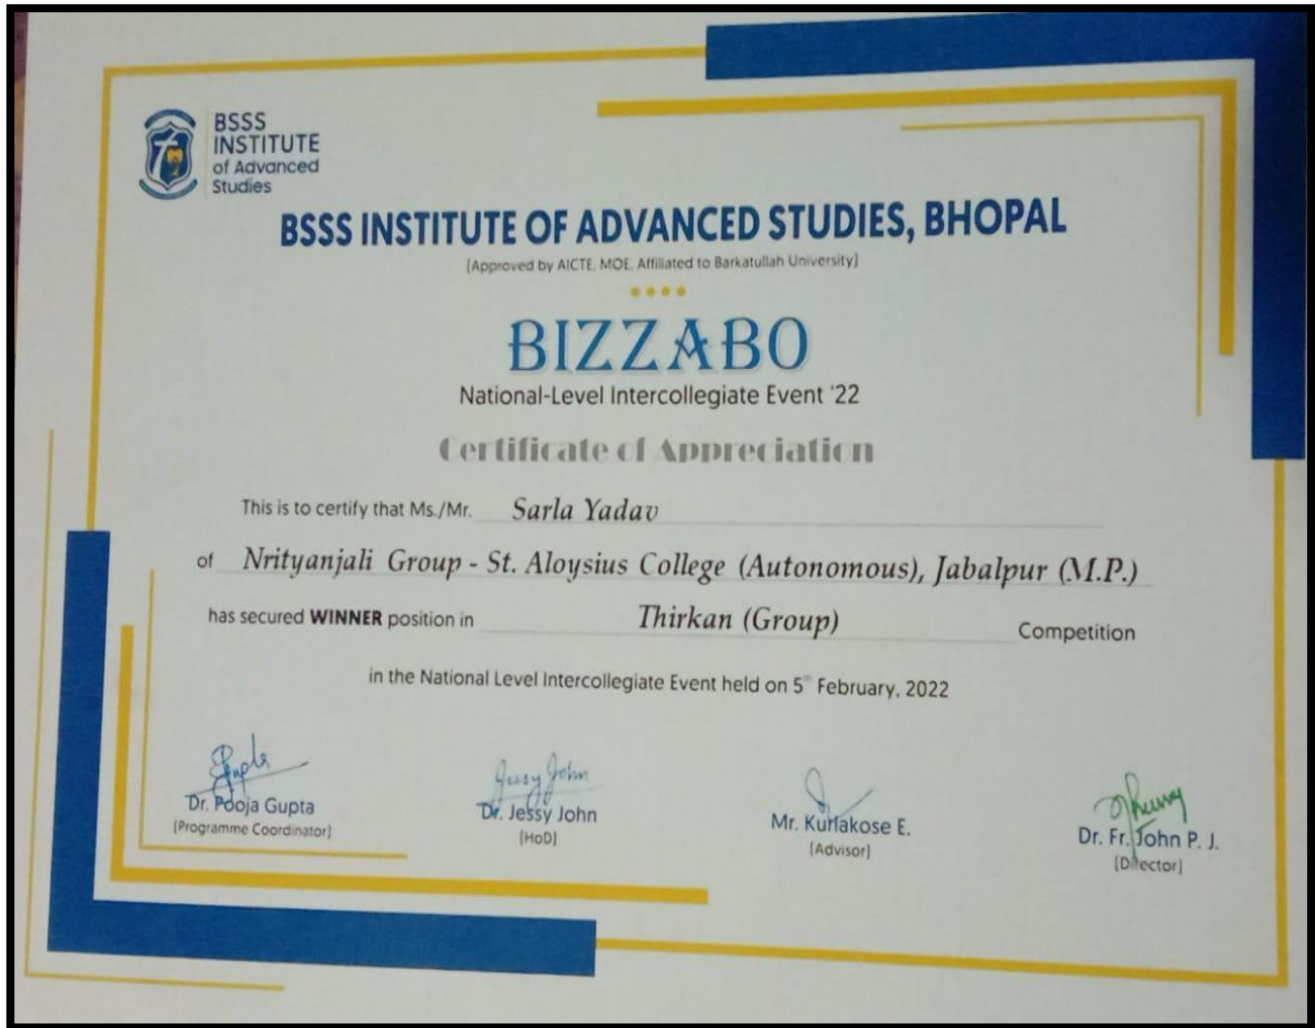 BSSS
INSTITUTE
of Advanced
Studies
BSSS INSTITUTE OF ADVANCED STUDIES, BHOPAL
(Approved by AICTE, MOE, Affiliated to Barkatullah University)
BIZZABO
National-Level Intercollegiate Event '22
Certificate of Appreciation
This is to certify that Ms./Mr. Sarla Yadav
of Nrityanjali Group - St. Aloysius College (Autonomous), Jabalpur (M.P.)
has secured WINNER position in Thirkan (Group) Competition
in the National Level Intercollegiate Event held on 5th February, 2022
Gupta Jessy John
Dr. Pooja Gupta Dr. Jessy John Mr. Kuriakose E. Dr. Fr. John P. J.
(Programme Coordinator) (HoD) (Advisor) (Director)